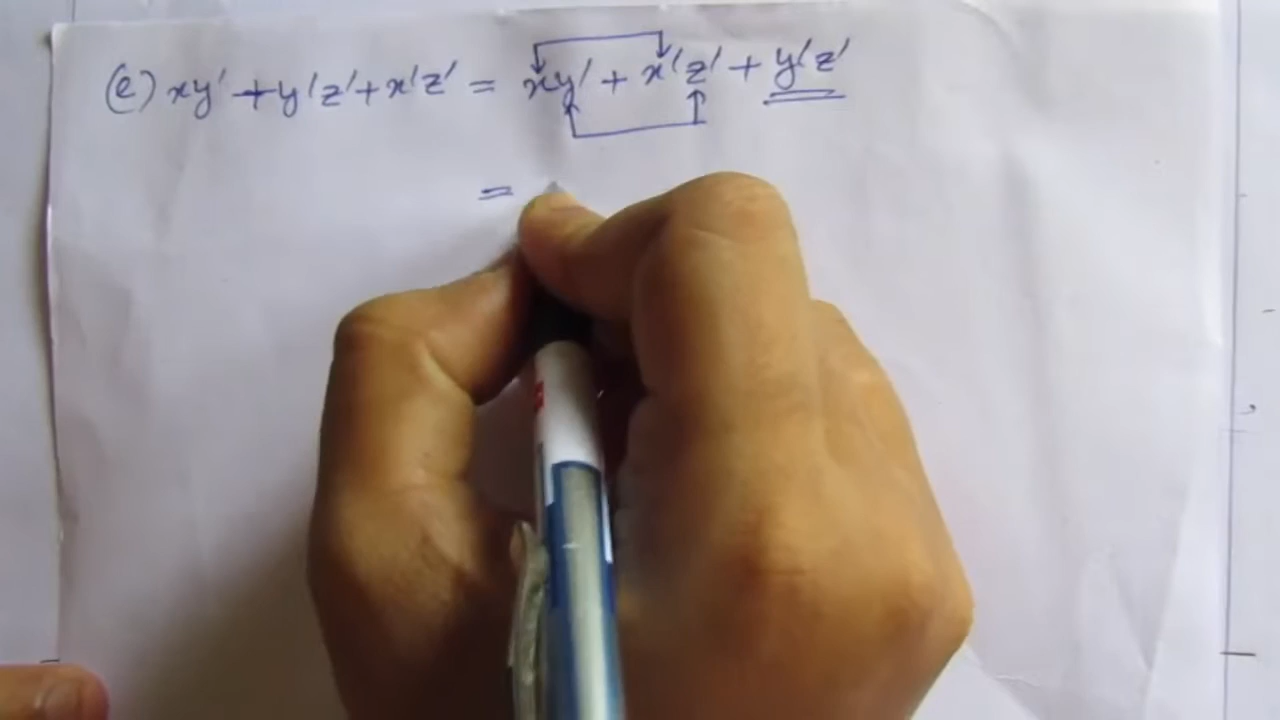 (e) xy' + y'z' + x'z' = xy' + x'z' + y'z'
=